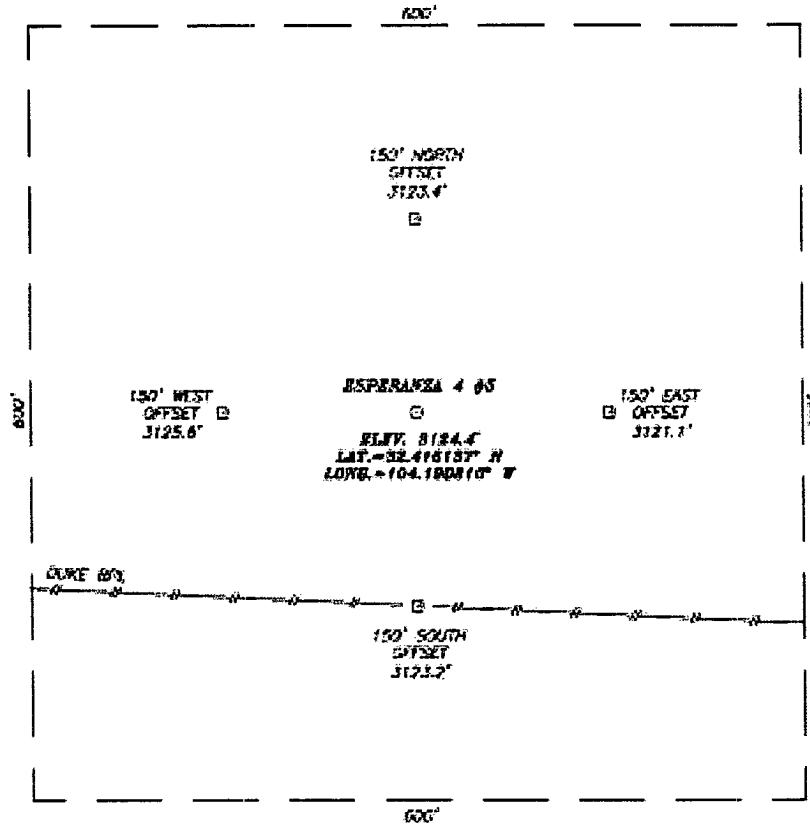 600'
150' NORTH
OFFSET
3123.4'
600'
150' WEST
OFFSET
3125.6'
ESPERANZA 4 #5
ELEV. 3124.4'
150' EAST
OFFSET
3121.1'
DUKE
150' SOUTH
OFFSET
3123.2'
600'